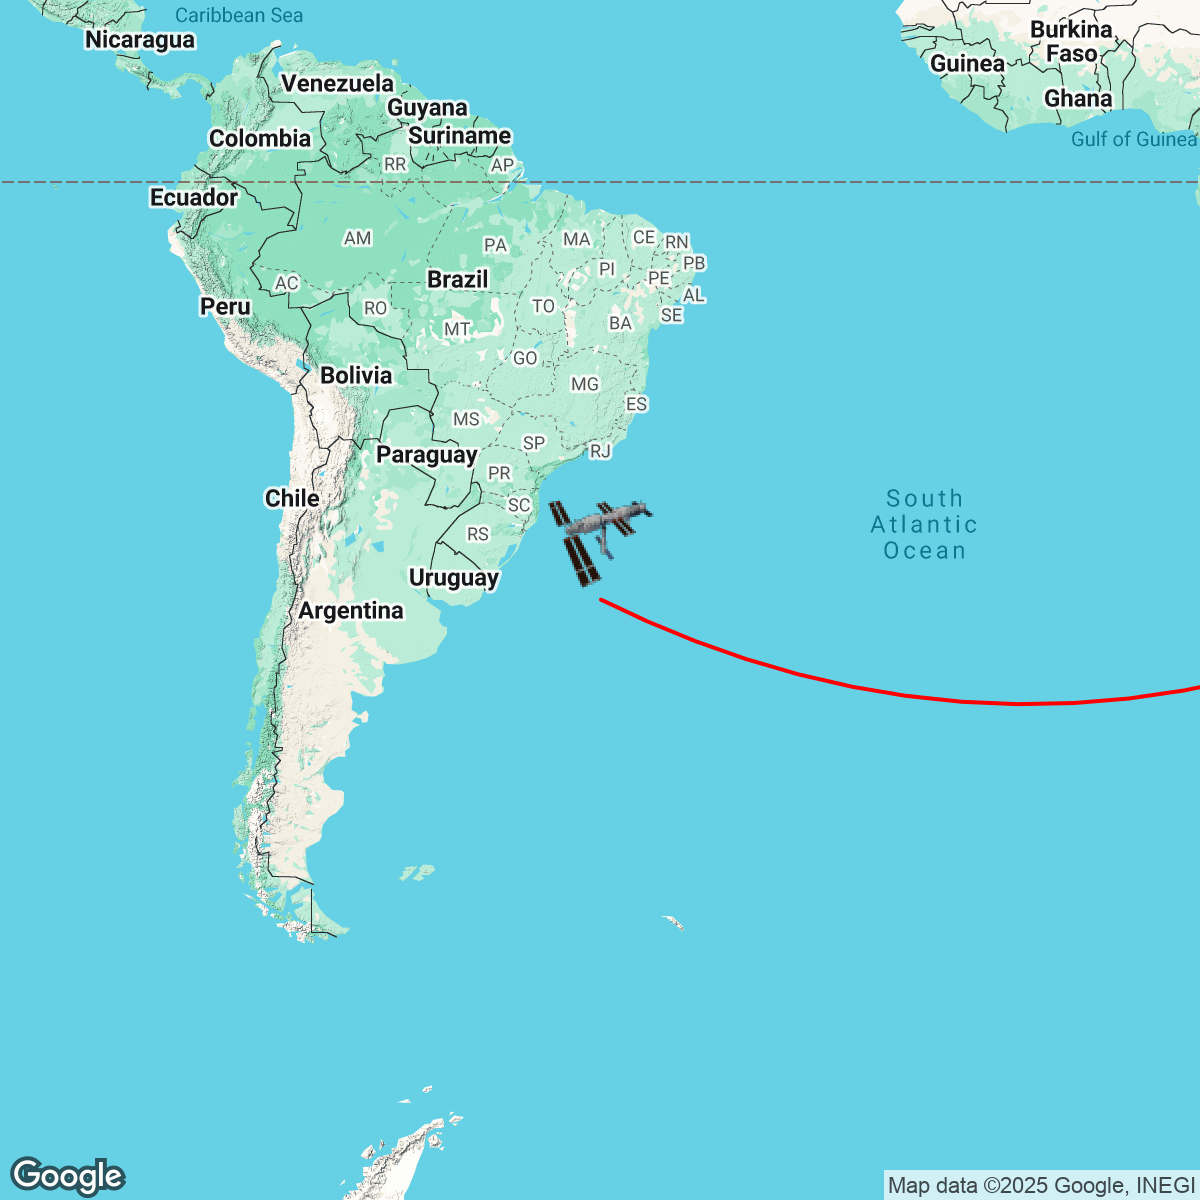 Caribbean Sea
Nicaragua
Venezuela
Guyana
Suriname
Colombia
RR
AP
Ecuador
AM
PA
MA
CE
RN
PB
PI
PE
AL
Brazil
AC
RO
TO
SE
Peru
MT
BA
GO
Bolivia
MG
ES
MS
SP
RJ
Paraguay
PR
Chile
SC
RS
Uruguay
Argentina
Burkina
Faso
Guinea
Ghana
Gulf of Guinea
South
Atlantic
Ocean
Google
Map data ©2025 Google, INEGI